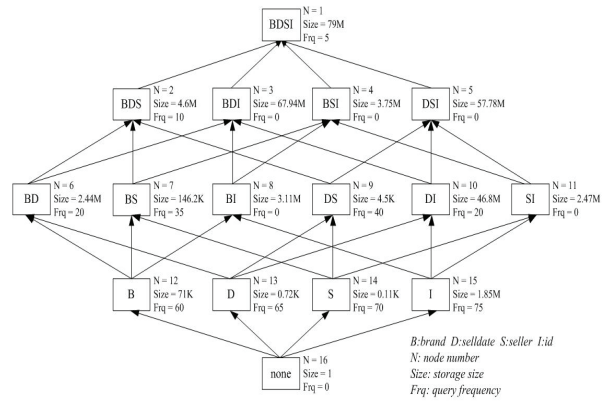 BDSI
N = 1
Size = 79M
Frq = 5
BDS
N = 2
Size = 4.6M
Frq = 10
BDI
N = 3
Size = 67.94M
Frq = 0
BSI
N = 4
Size = 3.75M
Frq = 0
DSI
N = 5
Size = 57.78M
Frq = 0
BD
N = 6
Size = 2.44M
Frq = 20
BS
N = 7
Size = 146.2K
Frq = 35
BI
N = 8
Size = 3.11M
Frq = 0
DS
N = 9
Size = 4.5K
Frq = 40
DI
N = 10
Size = 46.8M
Frq = 20
SI
N = 11
Size = 2.47M
Frq = 0
B
N = 12
Size = 71K
Frq = 60
D
N = 13
Size = 0.72K
Frq = 65
S
N = 14
Size = 0.11K
Frq = 70
I
N = 15
Size = 1.85M
Frq = 75
none
N = 16
Size = 1
Frq = 0
B:brand D:selldate S:seller I:id
N: node number
Size: storage size
Frq: query frequency